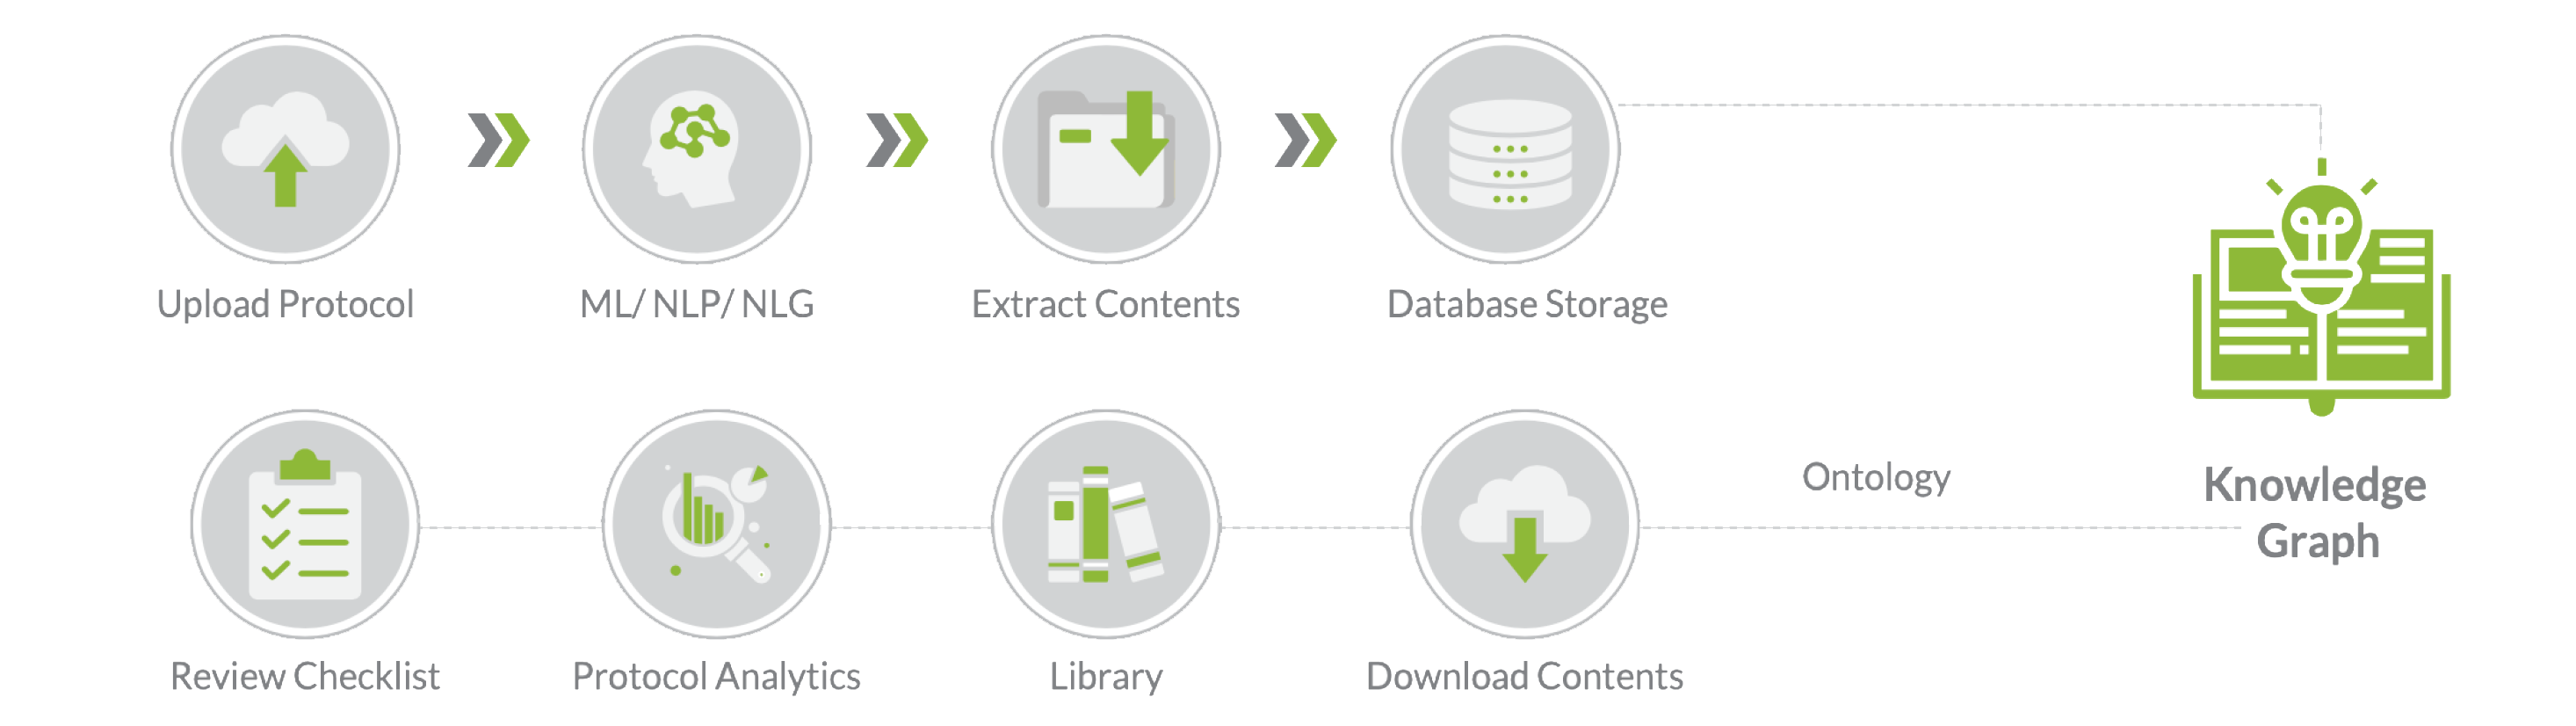 Upload Protocol
ML/ NLP/ NLG
Extract Contents
Database Storage
Ontology
Knowledge
Graph
Review Checklist
Protocol Analytics
Library
Download Contents